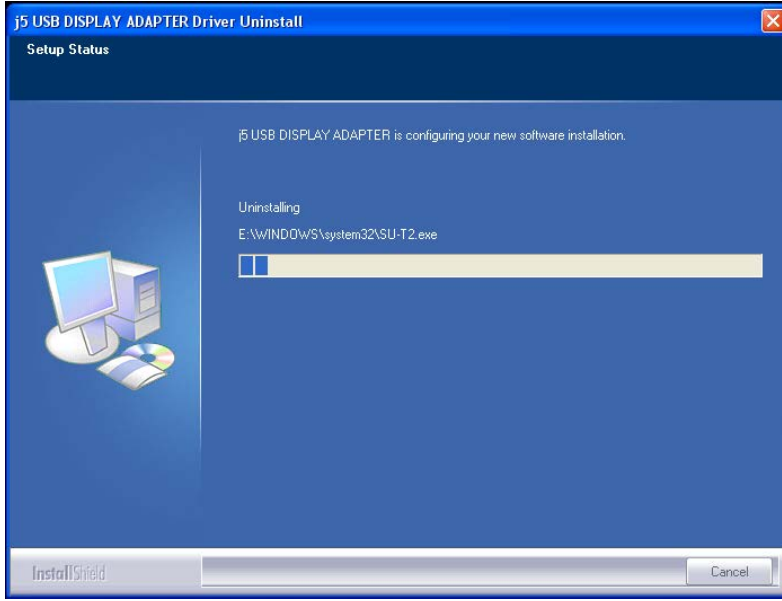 j5 USB DISPLAY ADAPTER Driver Uninstall
Setup Status
j5 USB DISPLAY ADAPTER is configuring your new software installation.
Uninstalling
E:\WINDOWS\system32\SU-T2.exe
InstallShield
Cancel